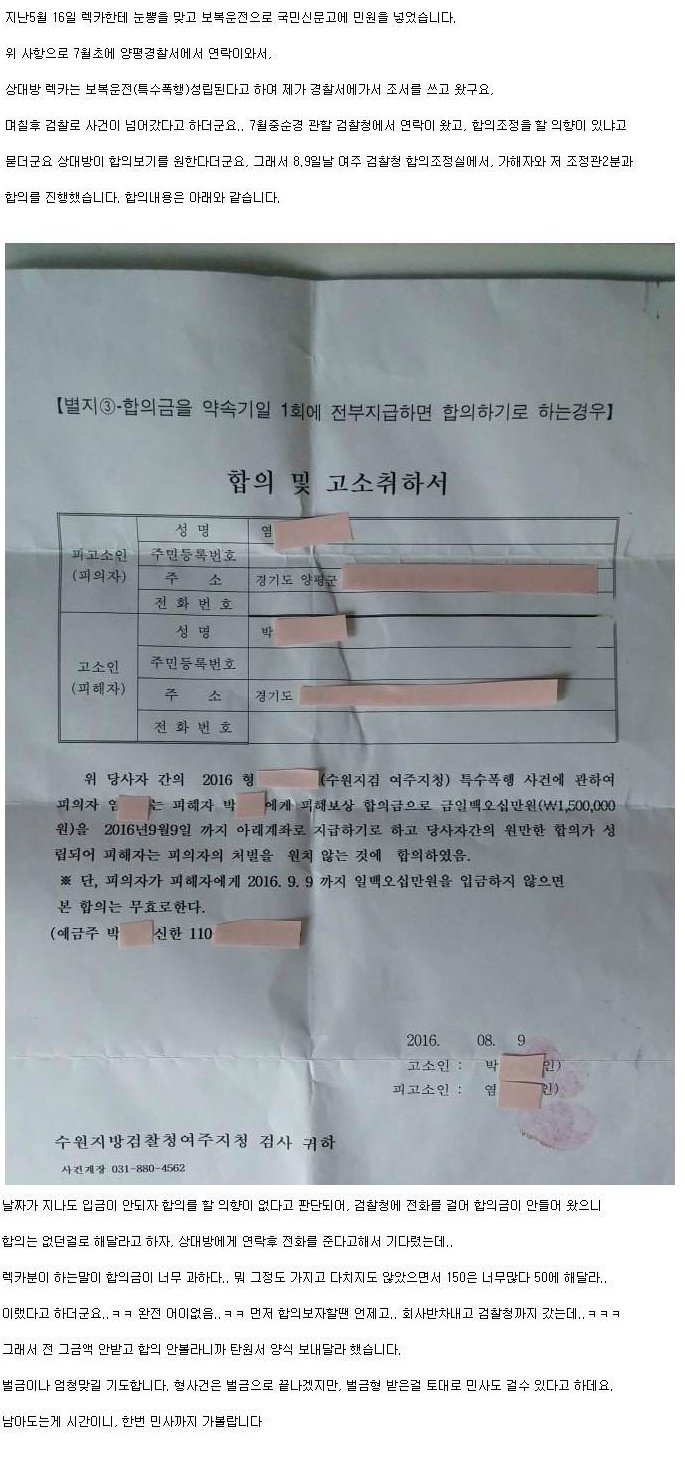 지난5월 16일 렉카한테 눈뽕을 맞고 보복운전으로 국민신문고에 민원을 넣었습니다.
위 사항으로 7월초에 양평경찰서에서 연락이와서,
상대방 렉카는 보복운전(특수폭행)성립된다고 하여 제가 경찰서에가서 조서를 쓰고 왔구요,
며칠후 검찰로 사건이 넘어갔다고 하더군요.. 7월중순경 관할 검찰청에서 연락이 왔고, 합의조정을 할 의향이 있냐고
묻더군요 상대방이 합의보기를 원한다더군요, 그래서 8.9일날 여주 검찰청 합의조정실에서, 가해자와 저 조정관2분과
합의를 진행했습니다. 합의내용은 아래와 같습니다.
【별지③-합의금을 약속기일 1회에 전부지급하면 합의하기로 하는경우】
합의 및 고소취하서
피고소인
(피의자)
성 명 염
주민등록번호
주 소 경기도 양평군
전 화 번 호
고소인
(피해자)
성 명 박
주민등록번호
주 소 경기도
전 화 번 호
위 당사자 간의 2016 형 (수원지검 여주지청) 특수폭행 사건에 관하여
피의자 염 는 피해자 박 에게 피해보상 합의금으로 금일백오십만원(₩1,500,000
원)을 2016년9월9일 까지 아래계좌로 지급하기로 하고 당사자간의 원만한 합의가 성
립되어 피해자는 피의자의 처벌을 원치 않는 것에 합의하였음.
※ 단, 피의자가 피해자에게 2016. 9. 9 까지 일백오십만원을 입금하지 않으면
본 합의는 무효로한다.
(예금주 박 신한 110
2016. 08. 9
고소인 : 박 인)
피고소인 : 염 인)
수원지방검찰청여주지청 검사 귀하
사건계장 031-880-4562
날짜가 지나도 입금이 안되자 합의를 할 의향이 없다고 판단되어, 검찰청에 전화를 걸어 합의금이 안들어 왔으니
합의는 없던걸로 해달라고 하자, 상대방에게 연락후 전화를 준다고해서 기다렸는데..
렉카분이 하는말이 합의금이 너무 과하다.. 뭐 그정도 가지고 다치지도 않았으면서 150은 너무많다 50에 해달라..
이랬다고 하더군요..ㅋㅋ 완전 어이없음..ㅋㅋ 먼저 합의보자할땐 언제고.. 회사반차내고 검찰청까지 갔는데..ㅋㅋㅋ
그래서 전 그금액 안받고 합의 안볼라니까 탄원서 양식 보내달라 했습니다.
벌금이나 엄청맞길 기도합니다. 형사건은 벌금으로 끝나겠지만, 벌금형 받은걸 토대로 민사도 걸수 있다고 하데요.
남아도는게 시간이니, 한번 민사까지 가볼랍니다